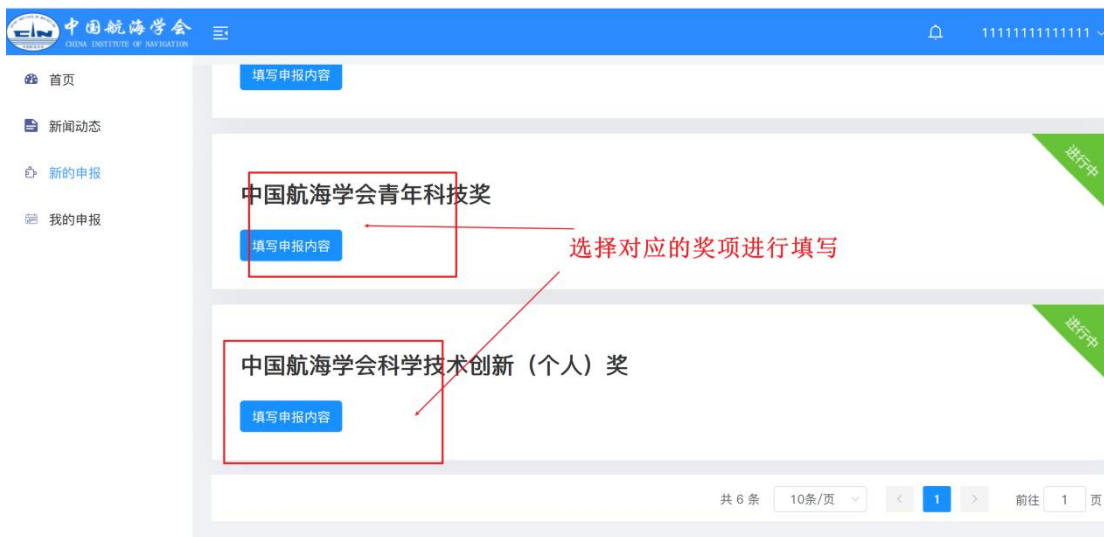 中国航海学会
CHINA INSTITUTE OF NAVIGATION
11111111111111
首页
新闻动态
新的申报
我的申报
填写申报内容
进行中
中国航海学会青年科技奖
填写申报内容
选择对应的奖项进行填写
进行中
中国航海学会科学技术创新（个人）奖
填写申报内容
共 6 条 10条/页 1 前往 1 页